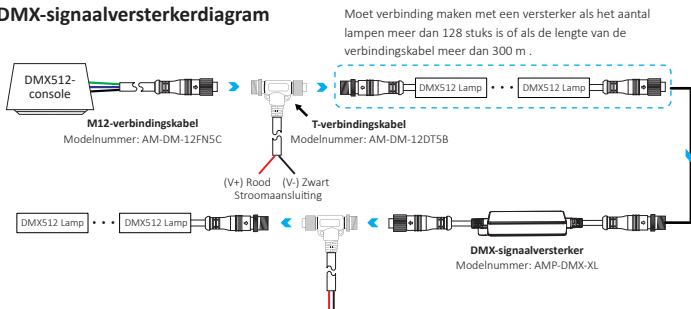 DMX-signaalversterkerdiagram
Moet verbinding maken met een versterker als het aantal
lampen meer dan 128 stuks is of als de lengte van de
verbindingskabel meer dan 300 m .
DMX512-
console
DMX512 Lamp
DMX512 Lamp
M12-verbindingskabel
Modelnummer: AM-DM-12FN5C
T-verbindingskabel
Modelnummer: AM-DM-12DT5B
(V+) Rood (V-) Zwart
Stroomaansluiting
DMX512 Lamp
DMX512 Lamp
DMX-signaalversterker
Modelnummer: AMP-DMX-XL